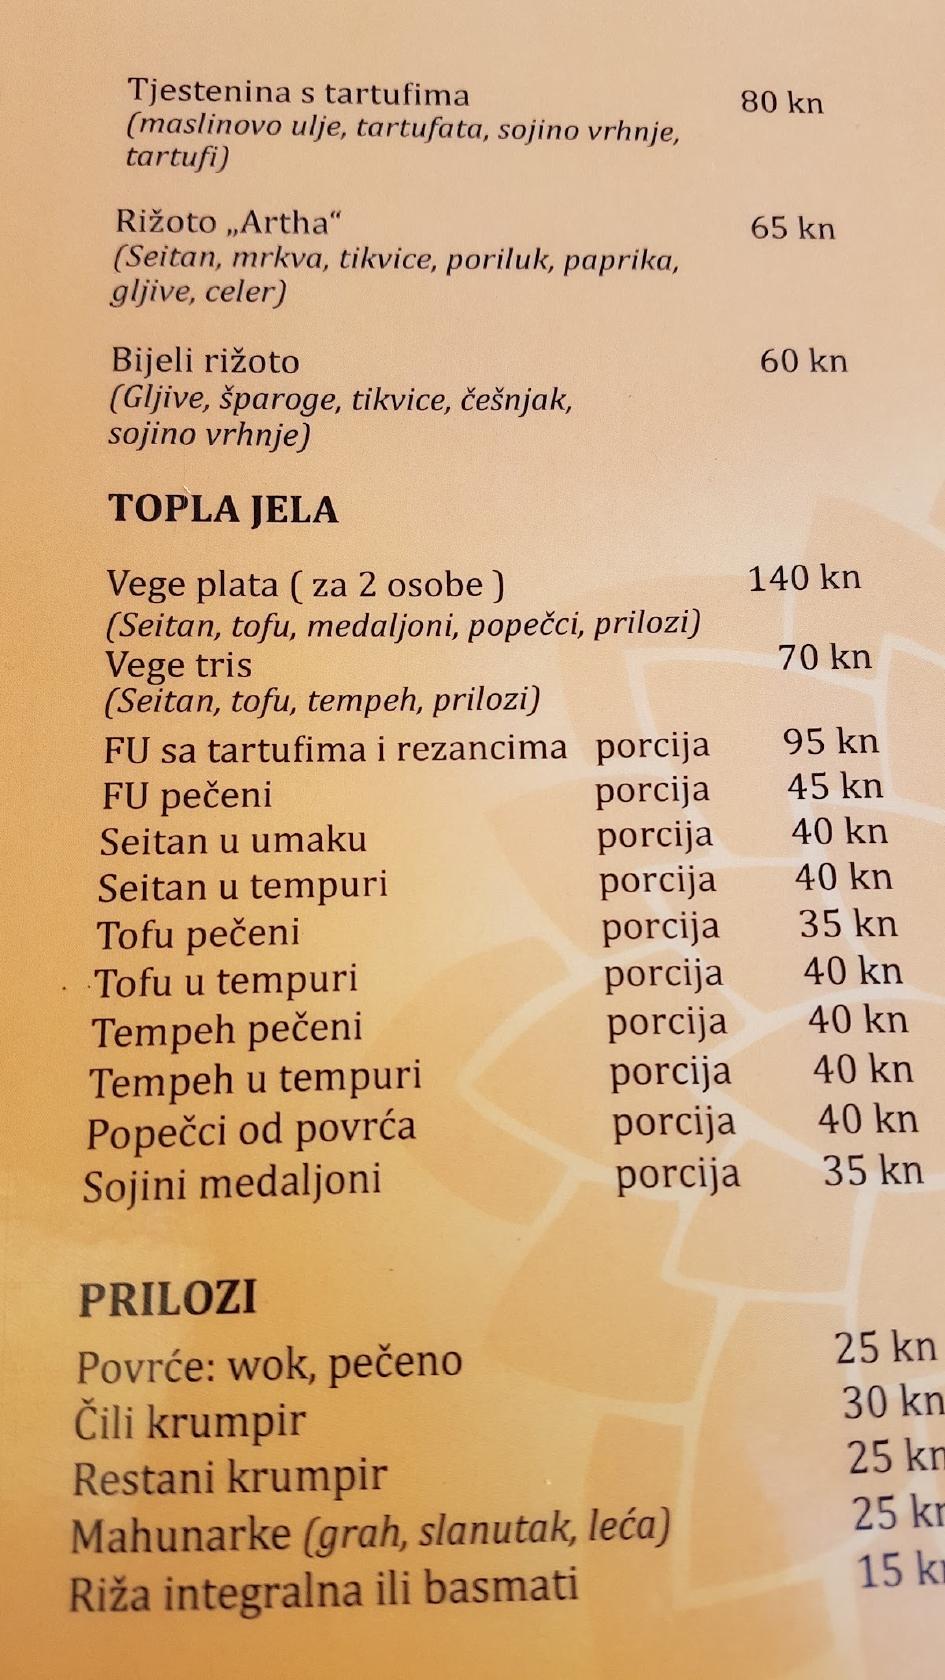 Tjestenina s tartufima 80 kn
(maslinovo ulje, tartufata, sojino vrhnje,
tartufi)
Rižoto „Artha“ 65 kn
(Seitan, mrkva, tikvice, poriluk, paprika,
gljive, celer)
Bijeli rižoto 60 kn
(Gljive, šparoge, tikvice, češnjak,
sojino vrhnje)
TOPLA JELA
Vege plata ( za 2 osobe ) 140 kn
(Seitan, tofu, medaljoni, popečci, prilozi)
Vege tris 70 kn
(Seitan, tofu, tempeh, prilozi)
FU sa tartufima i rezancima porcija 95 kn
FU pečeni porcija 45 kn
Seitan u umaku porcija 40 kn
Seitan u tempuri porcija 40 kn
Tofu pečeni porcija 35 kn
Tofu u tempuri porcija 40 kn
Tempeh pečeni porcija 40 kn
Tempeh u tempuri porcija 40 kn
Popečci od povrća porcija 40 kn
Sojini medaljoni porcija 35 kn
PRILOZI
Povrće: wok, pečeno 25 kn
Čili krumpir 30 kn
Restani krumpir 25 kn
Mahunarke (grah, slanutak, leća) 25 kn
Riža integralna ili basmati 15 kn